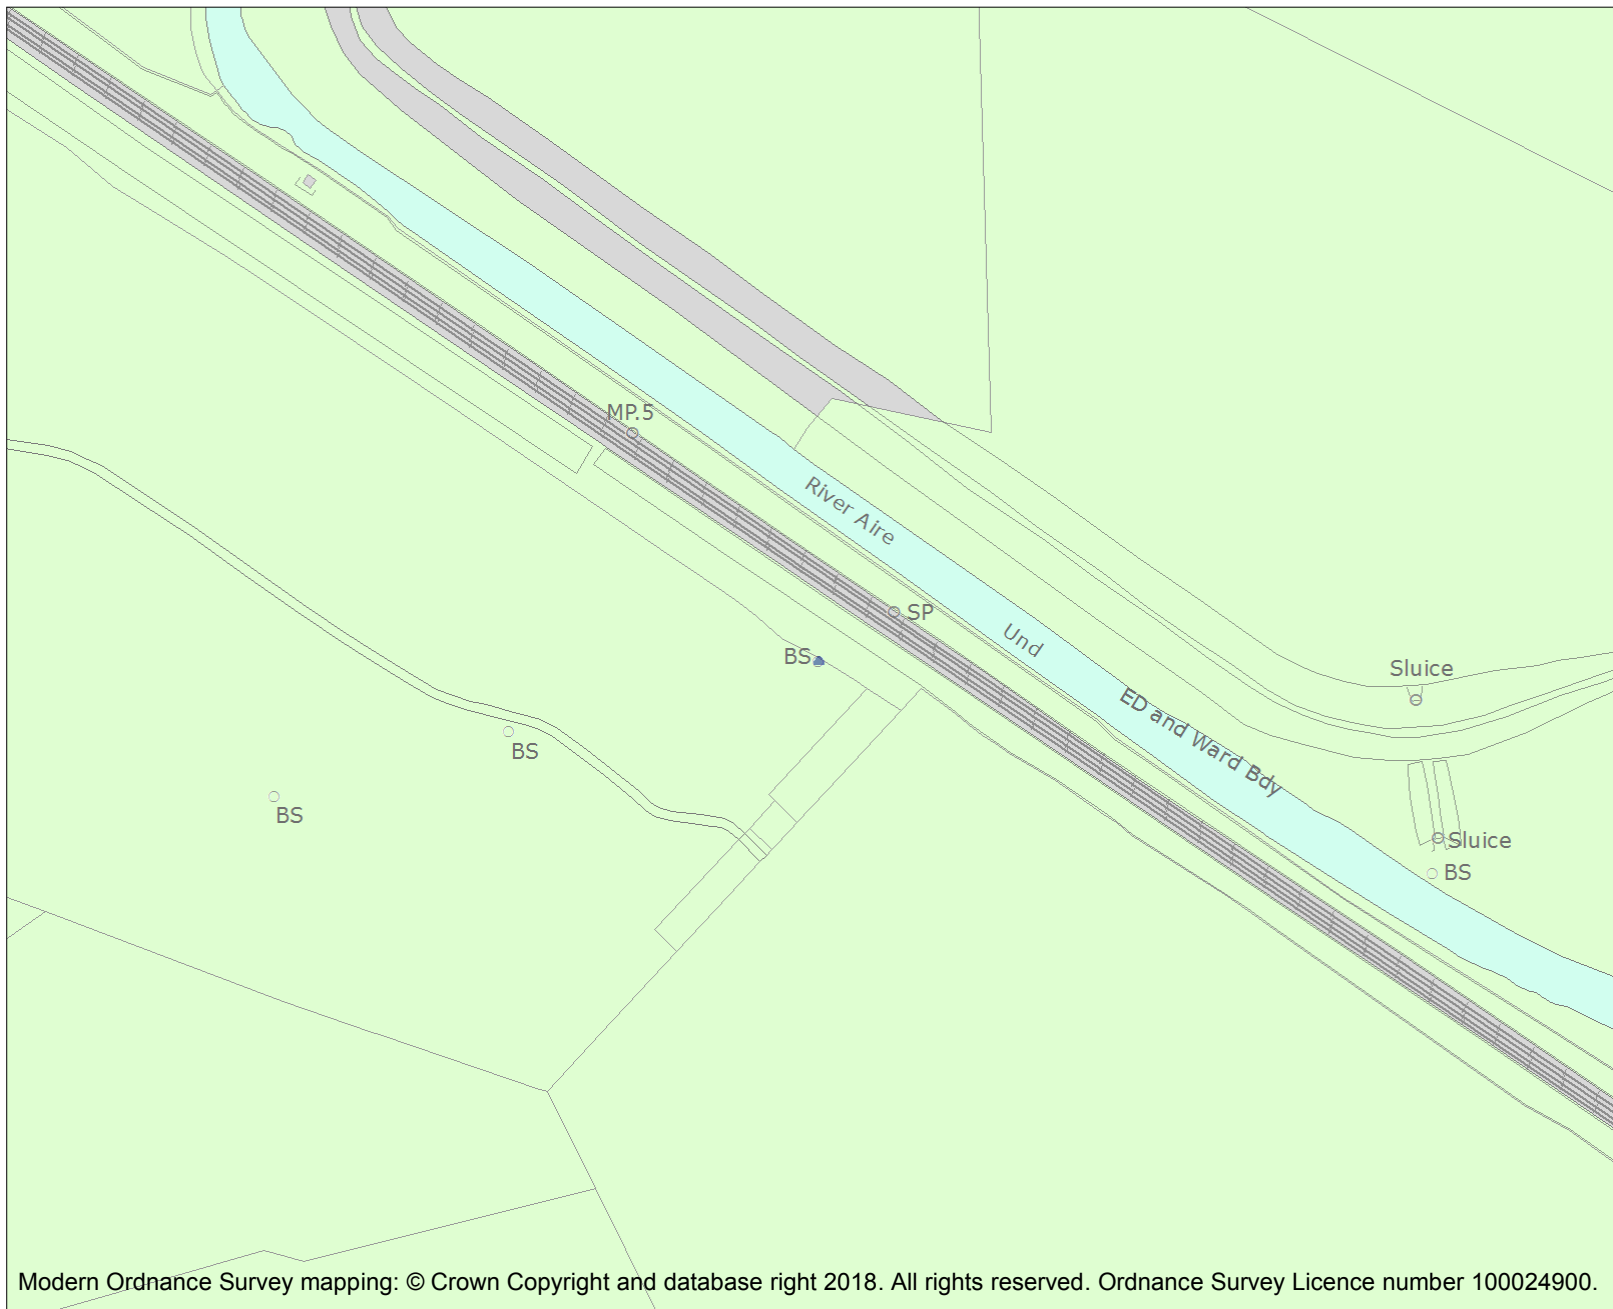 MP.5
River Aire
SP
Und
BS
Sluice
ED and Ward Bdy
BS
BS
Sluice
BS
Modern Ordnance Survey mapping: © Crown Copyright and database right 2018. All rights reserved. Ordnance Survey Licence number 100024900.